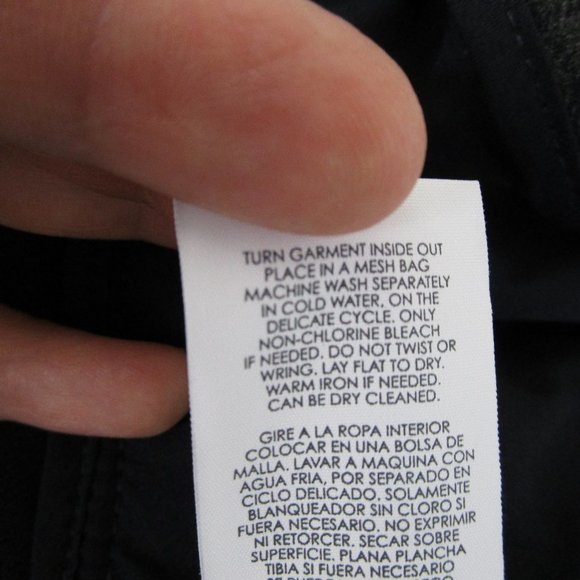 TURN GARMENT INSIDE OUT
PLACE IN A MESH BAG
MACHINE WASH SEPARATELY
IN COLD WATER, ON THE
DELICATE CYCLE. ONLY
NON-CHLORINE BLEACH
IF NEEDED. DO NOT TWIST OR
WRING. LAY FLAT TO DRY.
WARM IRON IF NEEDED.
CAN BE DRY CLEANED.
GIRE A LA ROPA INTERIOR
COLOCAR EN UNA BOLSA DE
MALLA. LAVAR A MAQUINA CON
AGUA FRIA, POR SEPARADO EN
CICLO DELICADO. SOLAMENTE
BLANQUEADOR SIN CLORO SI
FUERA NECESARIO. NO EXPRIMIR
NI RETORCER. SECAR SOBRE
SUPERFICIE. PLANA PLANCHA
TIBIA SI FUERA NECESARIO